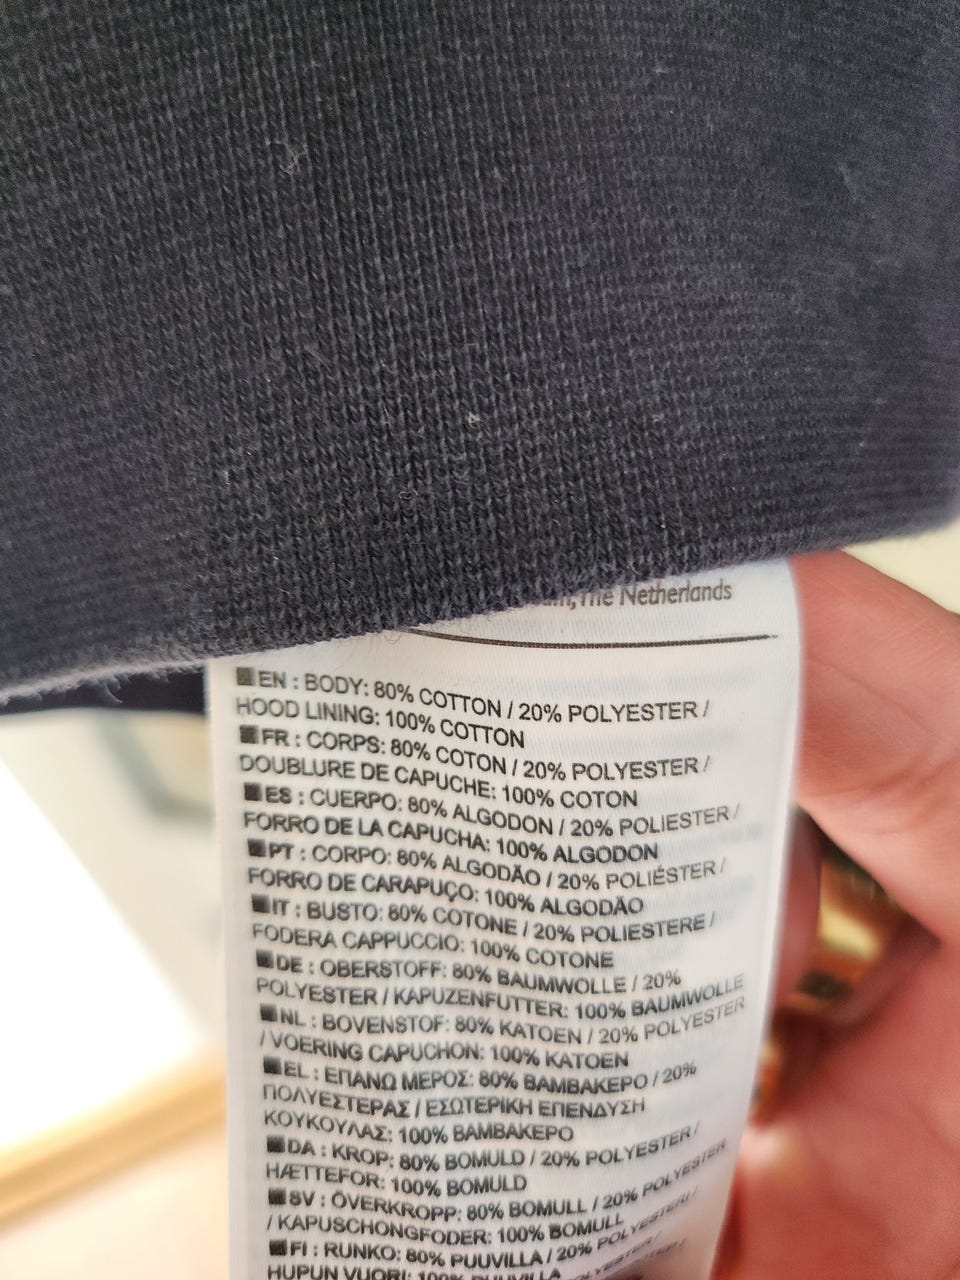 The Netherlands
EN : BODY: 80% COTTON / 20% POLYESTER /
HOOD LINING: 100% COTTON
FR : CORPS: 80% COTON / 20% POLYESTER /
DOUBLURE DE CAPUCHE: 100% COTON
ES : CUERPO: 80% ALGODON / 20% POLIESTER /
FORRO DE LA CAPUCHA: 100% ALGODON
PT : CORPO: 80% ALGODÃO / 20% POLIÉSTER /
FORRO DE CARAPUÇO: 100% ALGODÃO
IT : BUSTO: 80% COTONE / 20% POLIESTERE /
FODERA CAPPUCCIO: 100% COTONE
DE : OBERSTOFF: 80% BAUMWOLLE / 20%
POLYESTER / KAPUZENFUTTER: 100% BAUMWOLLE
NL : BOVENSTOF: 80% KATOEN / 20% POLYESTER
/ VOERING CAPUCHON: 100% KATOEN
EL : ΕΠΑΝΩ ΜΕΡΟΣ: 80% ΒΑΜΒΑΚΕΡΟ / 20%
ΠΟΛΥΕΣΤΕΡΑΣ / ΕΣΩΤΕΡΙΚΗ ΕΠΕΝΔΥΣΗ
ΚΟΥΚΟΥΛΑΣ: 100% ΒΑΜΒΑΚΕΡΟ
DA : KROP: 80% BOMULD / 20% POLYESTER /
HÆTTEFOR: 100% BOMULD
SV : ÖVERKROPP: 80% BOMULL / 20% POLYESTER
/ KAPUSCHONGFODER: 100% BOMULL
FI : RUNKO: 80% PUUVILLA / 20% POLYESTERI /
HUPUN VUORI: 100% PUUVILLA